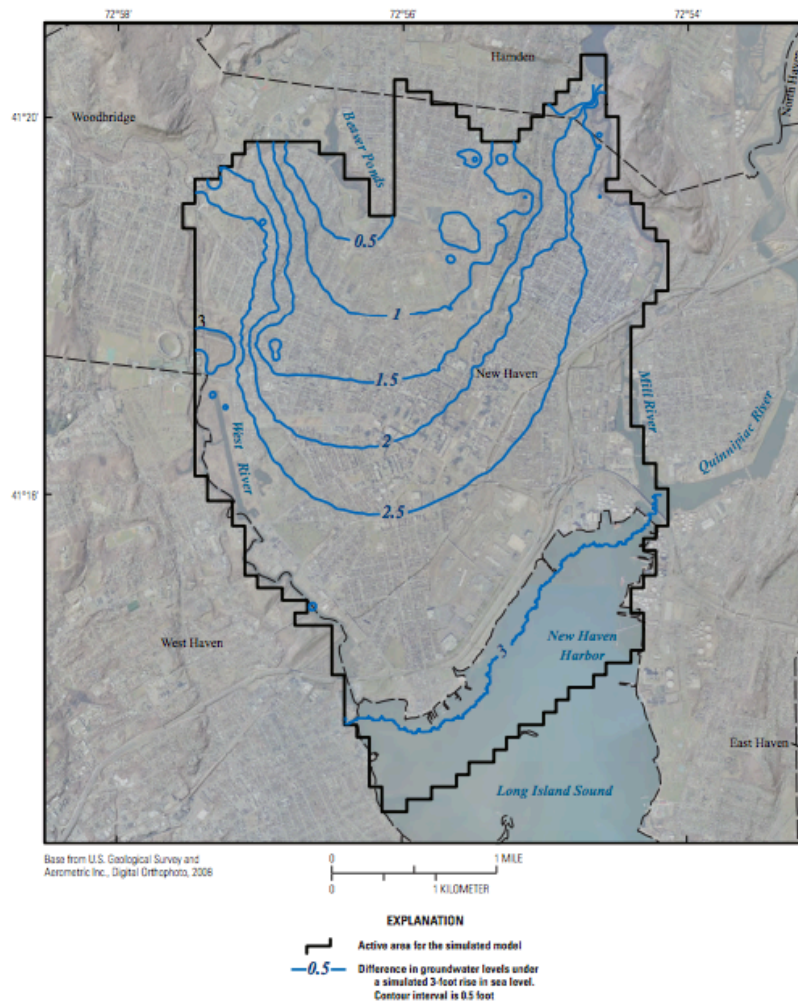 72°58'
72°56'
72°54'
Hamden
North Haven
41°20'
Woodbridge
Beaver Ponds
0.5
1
3
1.5
New Haven
Mill River
West River
2
Quinnipiac River
41°18'
2.5
New Haven
Harbor
West Haven
3
East Haven
Long Island Sound
Base from U.S. Geological Survey and
Aerometric Inc., Digital Orthophoto, 2008
0 1 MILE
0 1 KILOMETER
EXPLANATION
Active area for the simulated model
0.5 Difference in groundwater levels under
a simulated 3-foot rise in sea level.
Contour interval is 0.5 foot